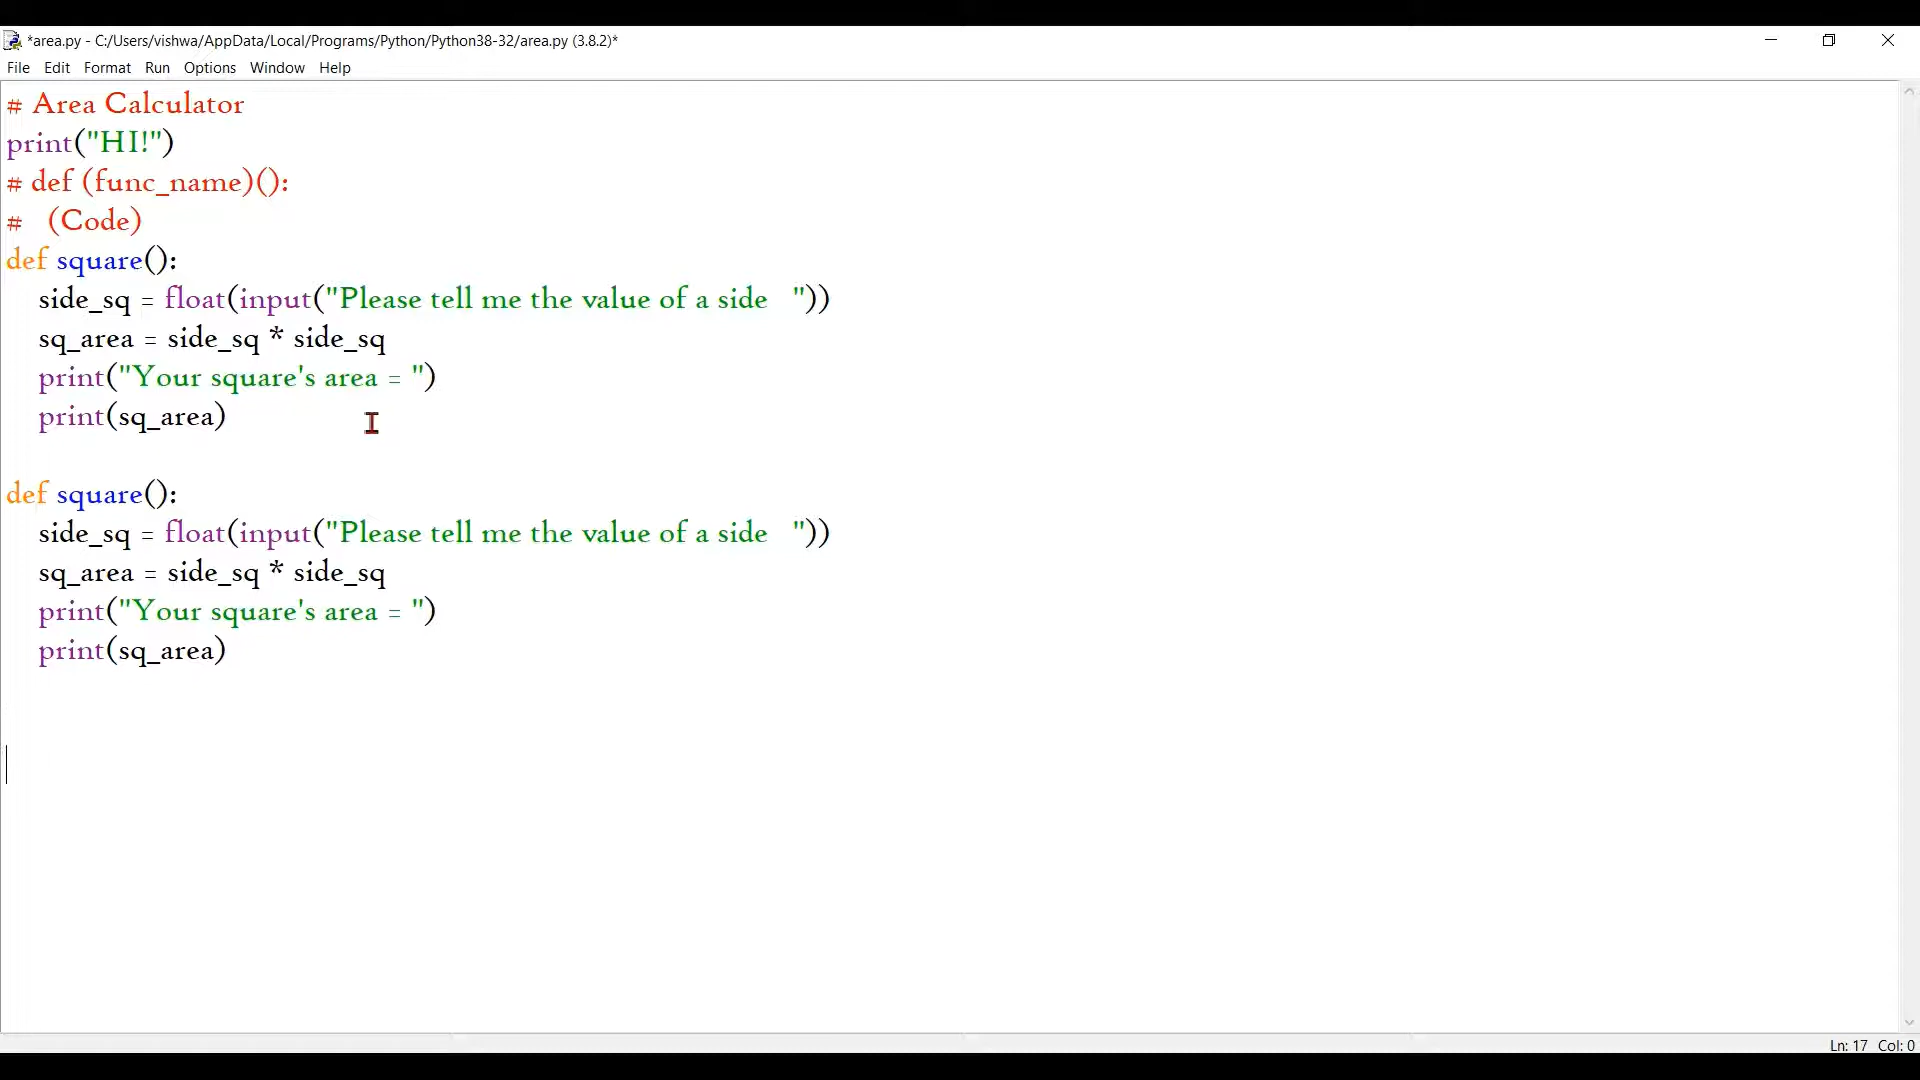 *area.py - C:/Users/vishwa/AppData/Local/Programs/Python/Python38-32/area.py (3.8.2)*
File Edit Format Run Options Window Help
# Area Calculator
print("HI!")
# def (func_name)():
#   (Code)
def square():
    side_sq = float(input("Please tell me the value of a side   "))
    sq_area = side_sq * side_sq
    print("Your square's area = ")
    print(sq_area)
def square():
    side_sq = float(input("Please tell me the value of a side   "))
    sq_area = side_sq * side_sq
    print("Your square's area = ")
    print(sq_area)
Ln: 17 Col: 0